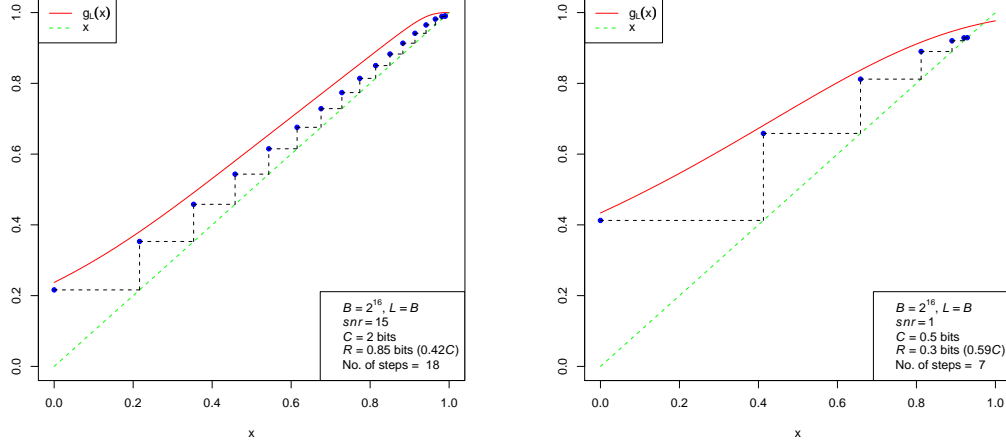 g_L(x)
x
1.0
0.8
0.6
0.4
0.2
0.0
B = 2^16, L = B
snr = 15
C = 2 bits
R = 0.85 bits (0.42C)
No. of steps = 18
0.0 0.2 0.4 0.6 0.8 1.0
x
g_L(x)
x
1.0
0.8
0.6
0.4
0.2
0.0
B = 2^16, L = B
snr = 1
C = 0.5 bits
R = 0.3 bits (0.59C)
No. of steps = 7
0.0 0.2 0.4 0.6 0.8 1.0
x